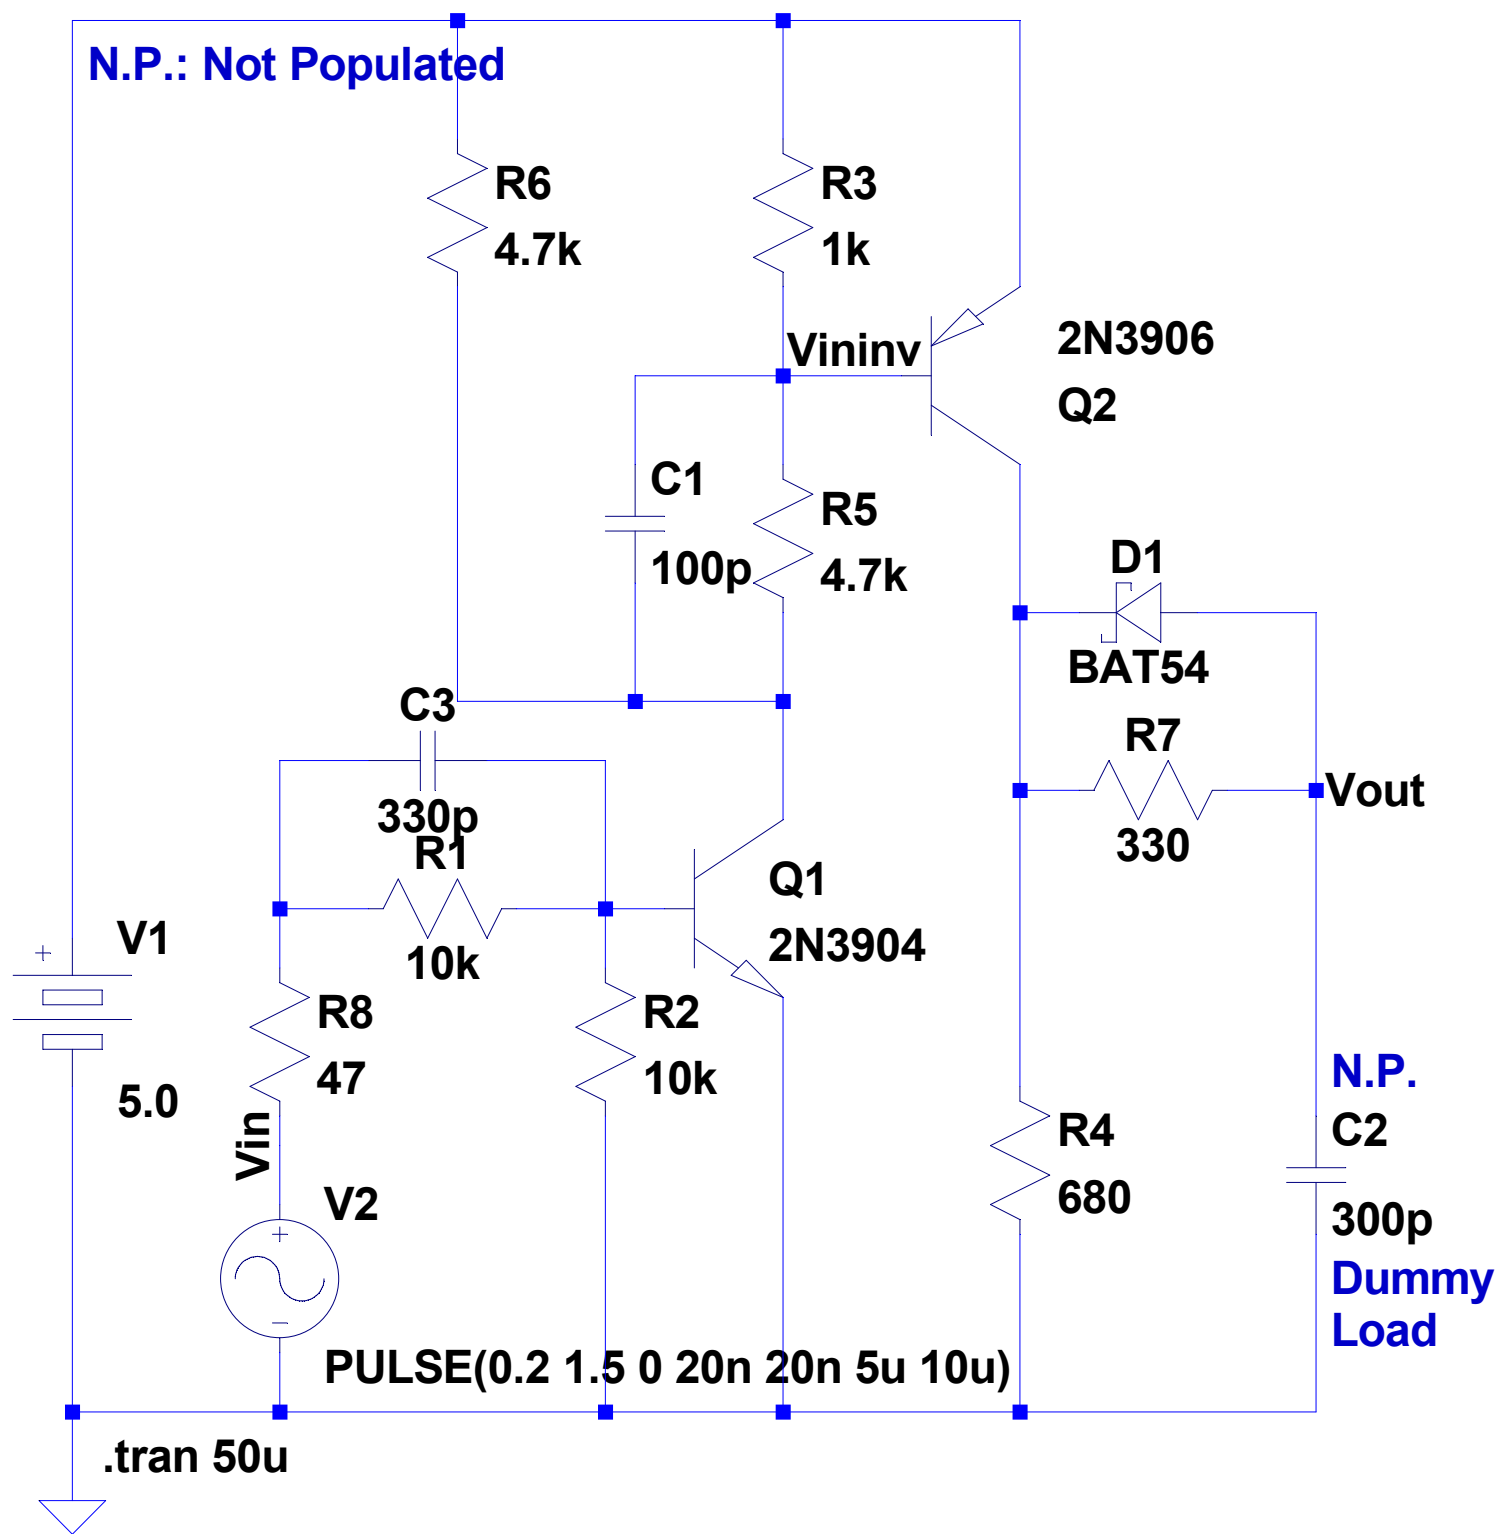 N.P.: Not Populated
R6
4.7k
R3
1k
Vininv
2N3906
Q2
C1
100p
R5
4.7k
D1
BAT54
C3
330p
R7
330
Vout
R1
10k
Q1
2N3904
+
V1
5.0
R8
47
R2
10k
Vin
N.P.
C2
300p
Dummy
Load
R4
680
V2
+
−
PULSE(0.2 1.5 0 20n 20n 5u 10u)
.tran 50u